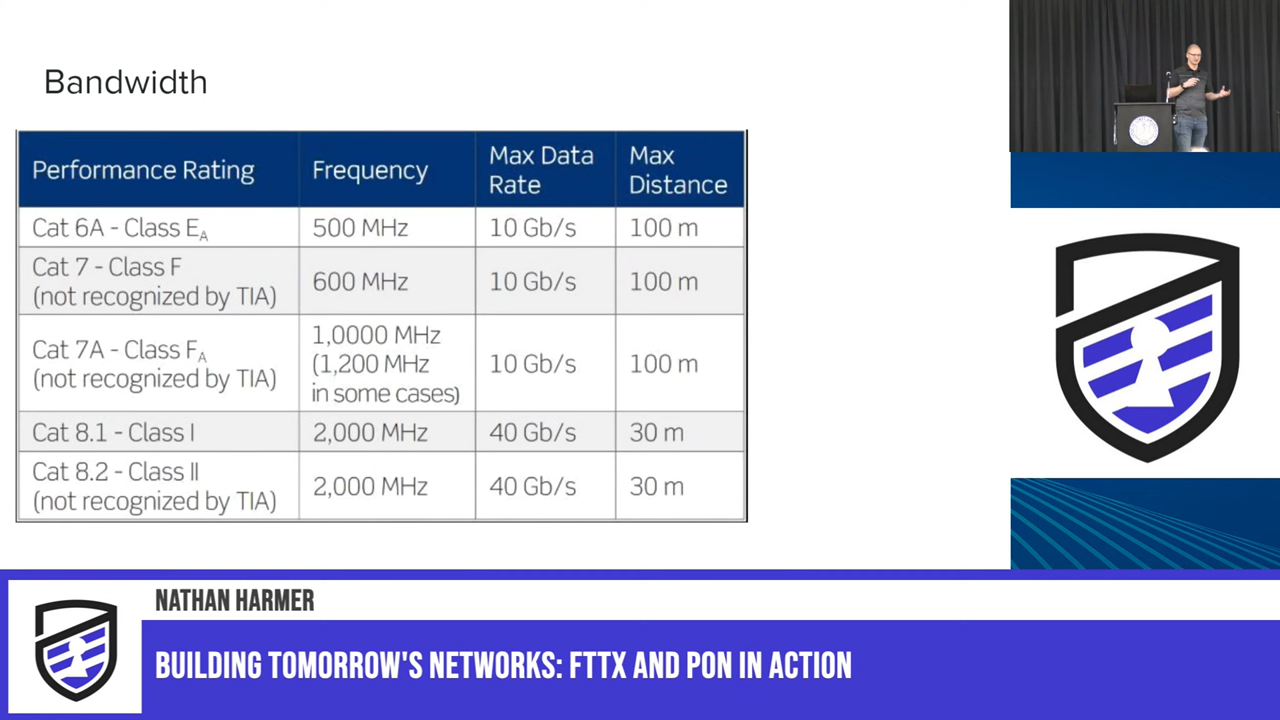 Bandwidth
Performance Rating
Frequency
Max Data
Rate
Max
Distance
Cat 6A - Class EA
500 MHz
10 Gb/s
100 m
Cat 7 - Class F
(not recognized by TIA)
600 MHz
10 Gb/s
100 m
Cat 7A - Class FA
(not recognized by TIA)
1,0000 MHz
(1,200 MHz
in some cases)
10 Gb/s
100 m
Cat 8.1 - Class I
2,000 MHz
40 Gb/s
30 m
Cat 8.2 - Class II
(not recognized by TIA)
2,000 MHz
40 Gb/s
30 m
NATHAN HARMER
BUILDING TOMORROW'S NETWORKS: FTTX AND PON IN ACTION